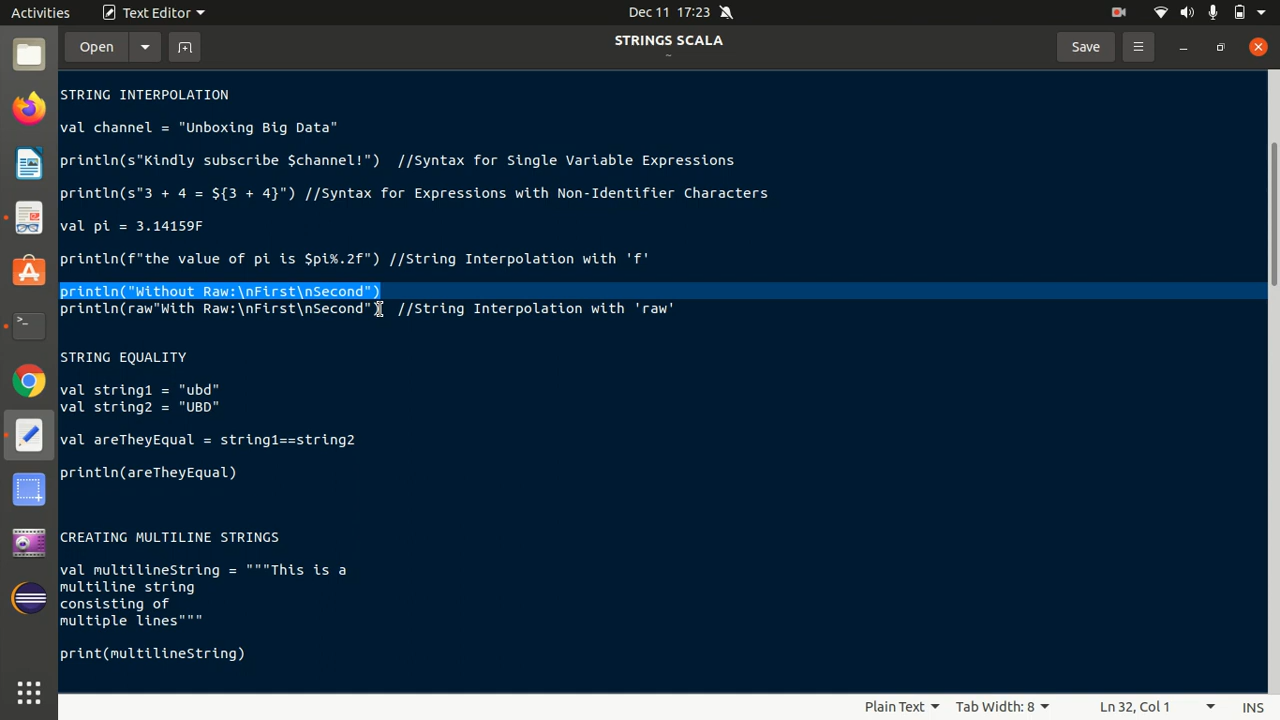 Activities Text Editor Dec 11 17:23
Open STRINGS SCALA Save
~
STRING INTERPOLATION
val channel = "Unboxing Big Data"
println(s"Kindly subscribe $channel!")  //Syntax for Single Variable Expressions
println(s"3 + 4 = ${3 + 4}") //Syntax for Expressions with Non-Identifier Characters
val pi = 3.14159F
println(f"the value of pi is $pi%.2f") //String Interpolation with 'f'
println("Without Raw:\nFirst\nSecond")
println(raw"With Raw:\nFirst\nSecond")  //String Interpolation with 'raw'
STRING EQUALITY
val string1 = "ubd"
val string2 = "UBD"
val areTheyEqual = string1==string2
println(areTheyEqual)
CREATING MULTILINE STRINGS
val multilineString = """This is a
multiline string
consisting of
multiple lines"""
print(multilineString)
Plain Text Tab Width: 8 Ln 32, Col 1 INS